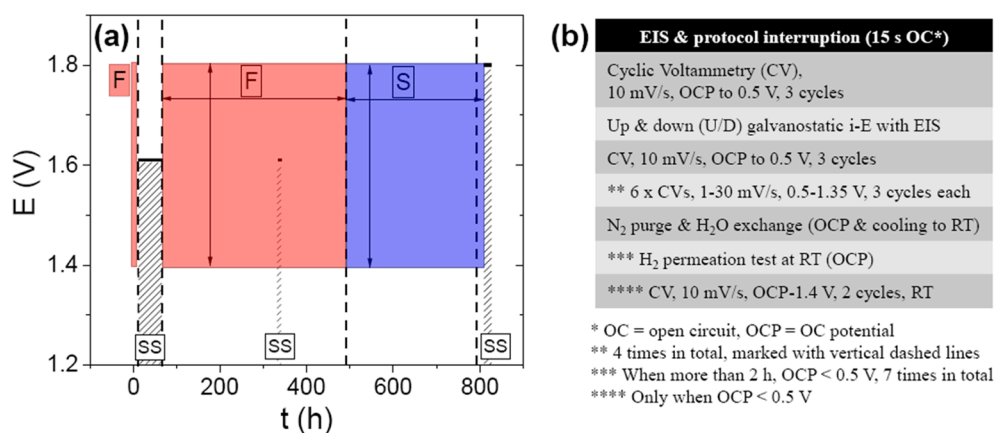 (a)
F
F
S
SS
SS
SS
E (V)
1.8
1.6
1.4
1.2
0 200 400 600 800
t (h)
(b)
EIS & protocol interruption (15 s OC*)
Cyclic Voltammetry (CV),
10 mV/s, OCP to 0.5 V, 3 cycles
Up & down (U/D) galvanostatic i-E with EIS
CV, 10 mV/s, OCP to 0.5 V, 3 cycles
** 6 x CVs, 1-30 mV/s, 0.5-1.35 V, 3 cycles each
N₂ purge & H₂O exchange (OCP & cooling to RT)
*** H₂ permeation test at RT (OCP)
**** CV, 10 mV/s, OCP-1.4 V, 2 cycles, RT
* OC = open circuit, OCP = OC potential
** 4 times in total, marked with vertical dashed lines
*** When more than 2 h, OCP < 0.5 V, 7 times in total
**** Only when OCP < 0.5 V